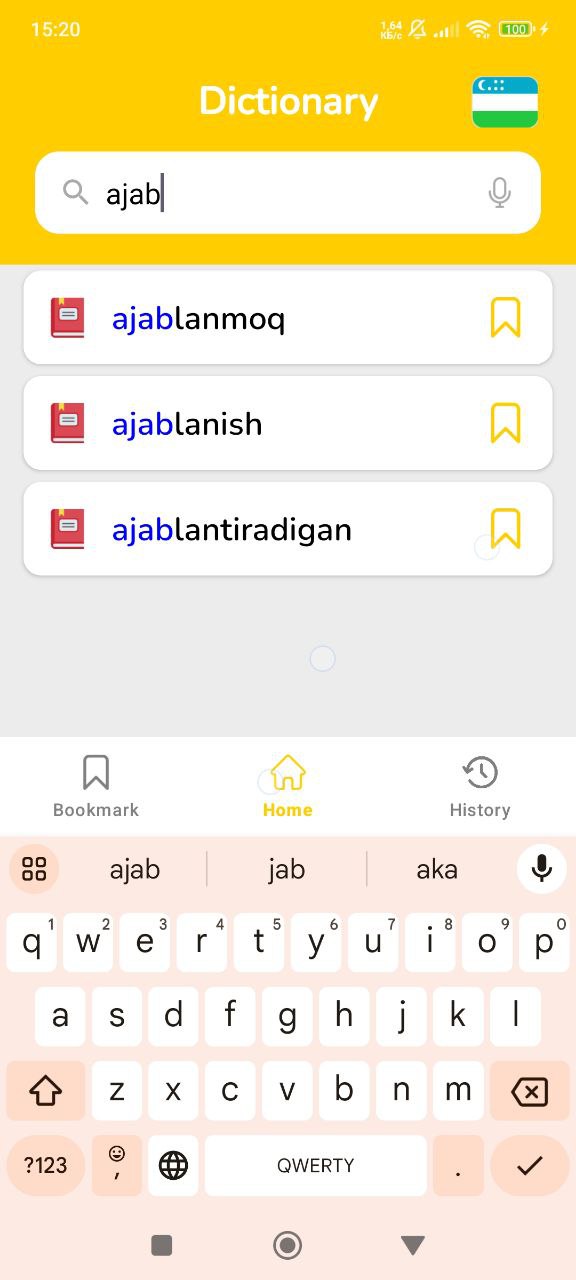 15:20
1,64
КБ/с
100
Dictionary
ajab
ajablanmoq
ajablanish
ajablantiradigan
Bookmark Home History
ajab jab aka
q1 w2 e3 r4 t5 y6 u7 i8 o9 p0
a s d f g h j k l
z x c v b n m
?123 , QWERTY .